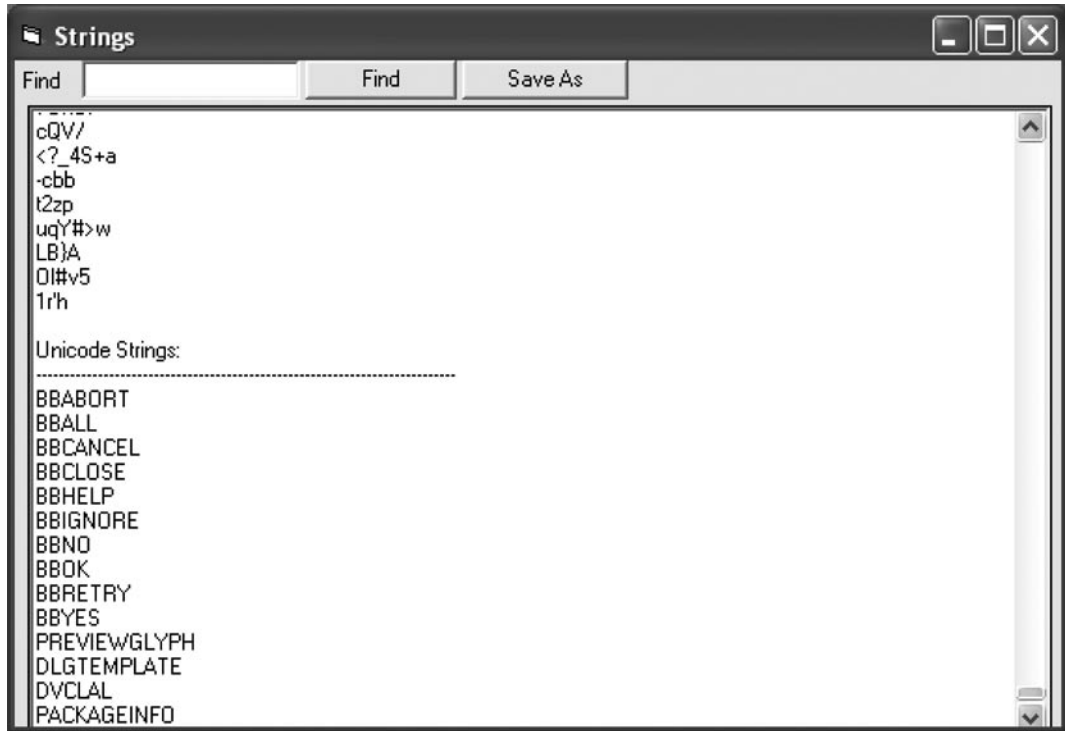 Strings
Find Find Save As
cQV/
<?_4S+a
-cbb
t2zp
uqY#>w
LB}A
Ol#v5
1r'h
Unicode Strings:
---------------------------------------------------------------------------
BBABORT
BBALL
BBCANCEL
BBCLOSE
BBHELP
BBIGNORE
BBNO
BBOK
BBRETRY
BBYES
PREVIEWGLYPH
DLGTEMPLATE
DVCLAL
PACKAGEINFO